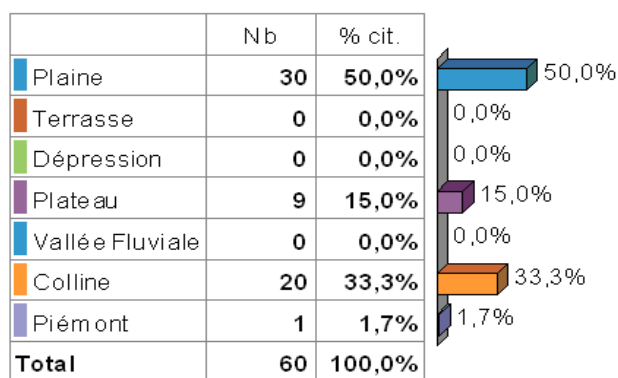 Nb % cit.
Plaine 30 50,0% 50,0%
Terrasse 0 0,0% 0,0%
Dépression 0 0,0% 0,0%
Plateau 9 15,0% 15,0%
Vallée Fluviale 0 0,0% 0,0%
Colline 20 33,3% 33,3%
Piémont 1 1,7% 1,7%
Total 60 100,0%